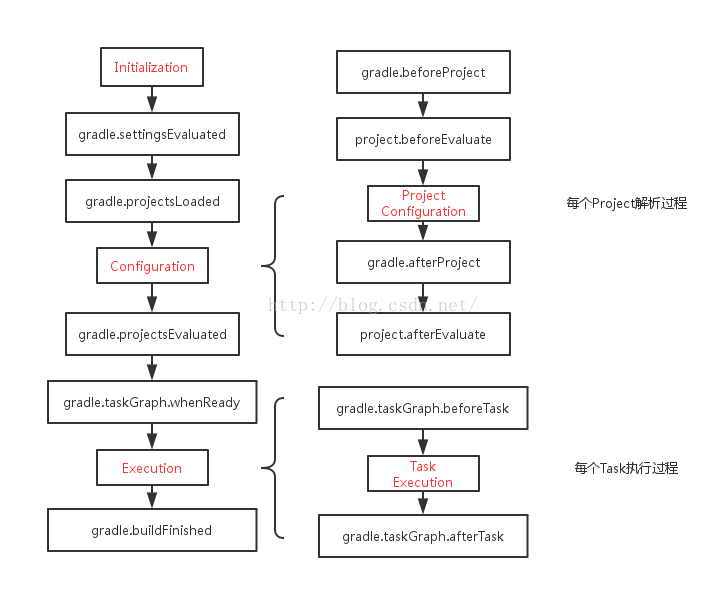 Initialization
gradle.settingsEvaluated
gradle.projectsLoaded
Configuration
gradle.projectsEvaluated
gradle.taskGraph.whenReady
Execution
gradle.buildFinished
gradle.beforeProject
project.beforeEvaluate
Project
Configuration
gradle.afterProject
http://blog.csdn.net/
project.afterEvaluate
每个Project解析过程
gradle.taskGraph.beforeTask
Task
Execution
gradle.taskGraph.afterTask
每个Task执行过程